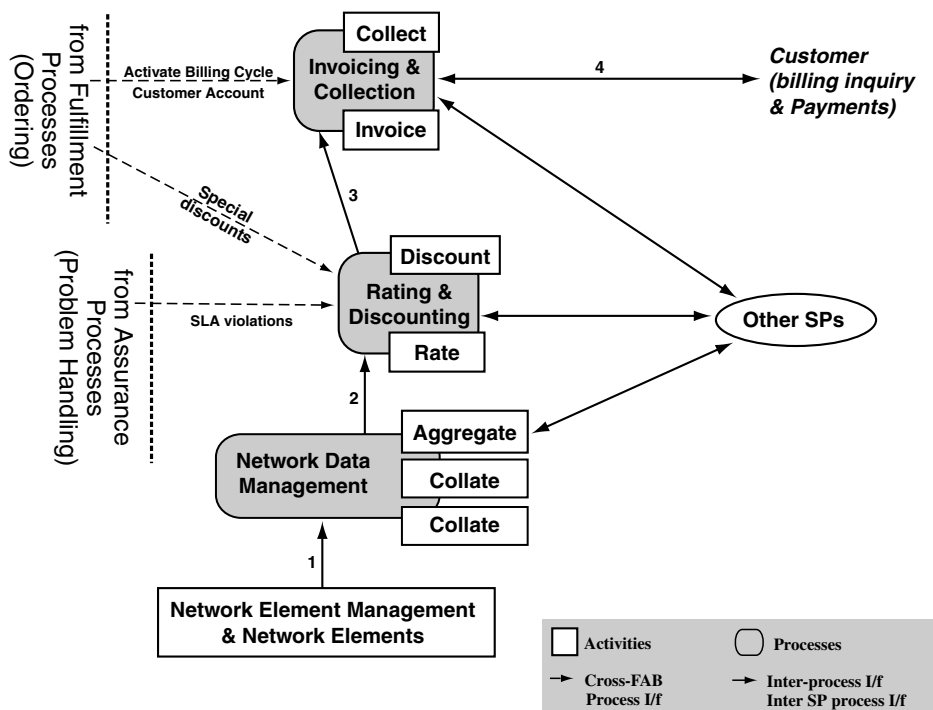 from Fulfillment
Processes
(Ordering)
Activate Billing Cycle
Customer Account
Collect
Invoicing &
Collection
Invoice
4
Customer
(billing inquiry
& Payments)
3
Special
discounts
from Assurance
Processes
(Problem Handling)
SLA violations
Discount
Rating &
Discounting
Rate
Other SPs
2
Aggregate
Network Data
Management
Collate
Collate
1
Network Element Management
& Network Elements
Activities
Processes
Cross-FAB
Process I/f
Inter-process I/f
Inter SP process I/f